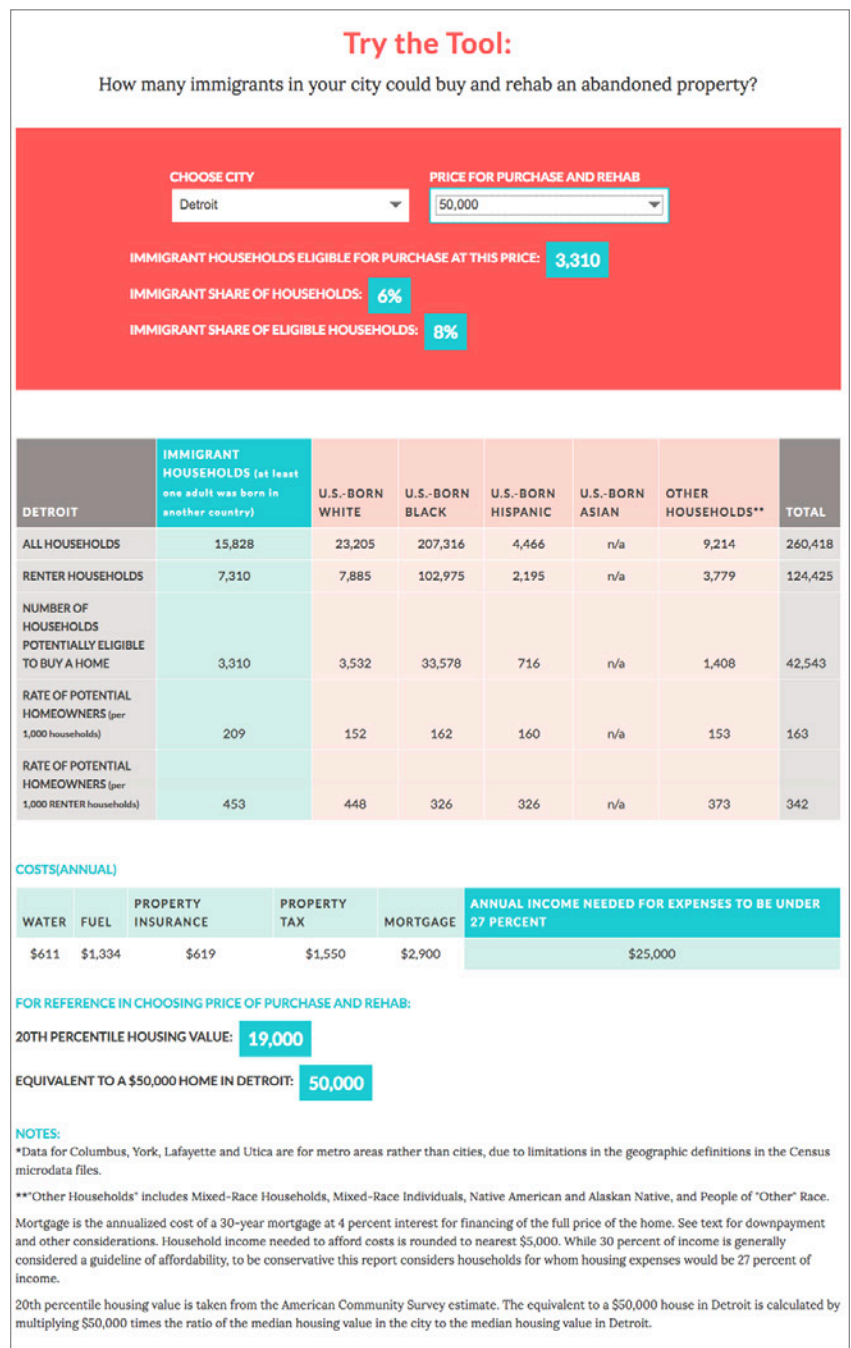 Try the Tool:
How many immigrants in your city could buy and rehab an abandoned property?
CHOOSE CITY
PRICE FOR PURCHASE AND REHAB
Detroit
50,000
IMMIGRANT HOUSEHOLDS ELIGIBLE FOR PURCHASE AT THIS PRICE: 3,310
IMMIGRANT SHARE OF HOUSEHOLDS: 6%
IMMIGRANT SHARE OF ELIGIBLE HOUSEHOLDS: 8%
DETROIT
IMMIGRANT
HOUSEHOLDS (at least
one adult was born in
another country)
U.S.-BORN
WHITE
U.S.-BORN
BLACK
U.S.-BORN
HISPANIC
U.S.-BORN
ASIAN
OTHER
HOUSEHOLDS**
TOTAL
ALL HOUSEHOLDS 15,828 23,205 207,316 4,466 n/a 9,214 260,418
RENTER HOUSEHOLDS 7,310 7,885 102,975 2,195 n/a 3,779 124,425
NUMBER OF
HOUSEHOLDS
POTENTIALLY ELIGIBLE
TO BUY A HOME 3,310 3,532 33,578 716 n/a 1,408 42,543
RATE OF POTENTIAL
HOMEOWNERS (per
1,000 households) 209 152 162 160 n/a 153 163
RATE OF POTENTIAL
HOMEOWNERS (per
1,000 RENTER households) 453 448 326 326 n/a 373 342
COSTS(ANNUAL)
WATER
FUEL
PROPERTY
INSURANCE
PROPERTY
TAX
MORTGAGE
ANNUAL INCOME NEEDED FOR EXPENSES TO BE UNDER
27 PERCENT
$611 $1,334 $619 $1,550 $2,900 $25,000
FOR REFERENCE IN CHOOSING PRICE OF PURCHASE AND REHAB:
20TH PERCENTILE HOUSING VALUE: 19,000
EQUIVALENT TO A $50,000 HOME IN DETROIT: 50,000
NOTES:
*Data for Columbus, York, Lafayette and Utica are for metro areas rather than cities, due to limitations in the geographic definitions in the Census
microdata files.
**"Other Households" includes Mixed-Race Households, Mixed-Race Individuals, Native American and Alaskan Native, and People of "Other" Race.
Mortgage is the annualized cost of a 30-year mortgage at 4 percent interest for financing of the full price of the home. See text for downpayment
and other considerations. Household income needed to afford costs is rounded to nearest $5,000. While 30 percent of income is generally
considered a guideline of affordability, to be conservative this report considers households for whom housing expenses would be 27 percent of
income.
20th percentile housing value is taken from the American Community Survey estimate. The equivalent to a $50,000 house in Detroit is calculated by
multiplying $50,000 times the ratio of the median housing value in the city to the median housing value in Detroit.